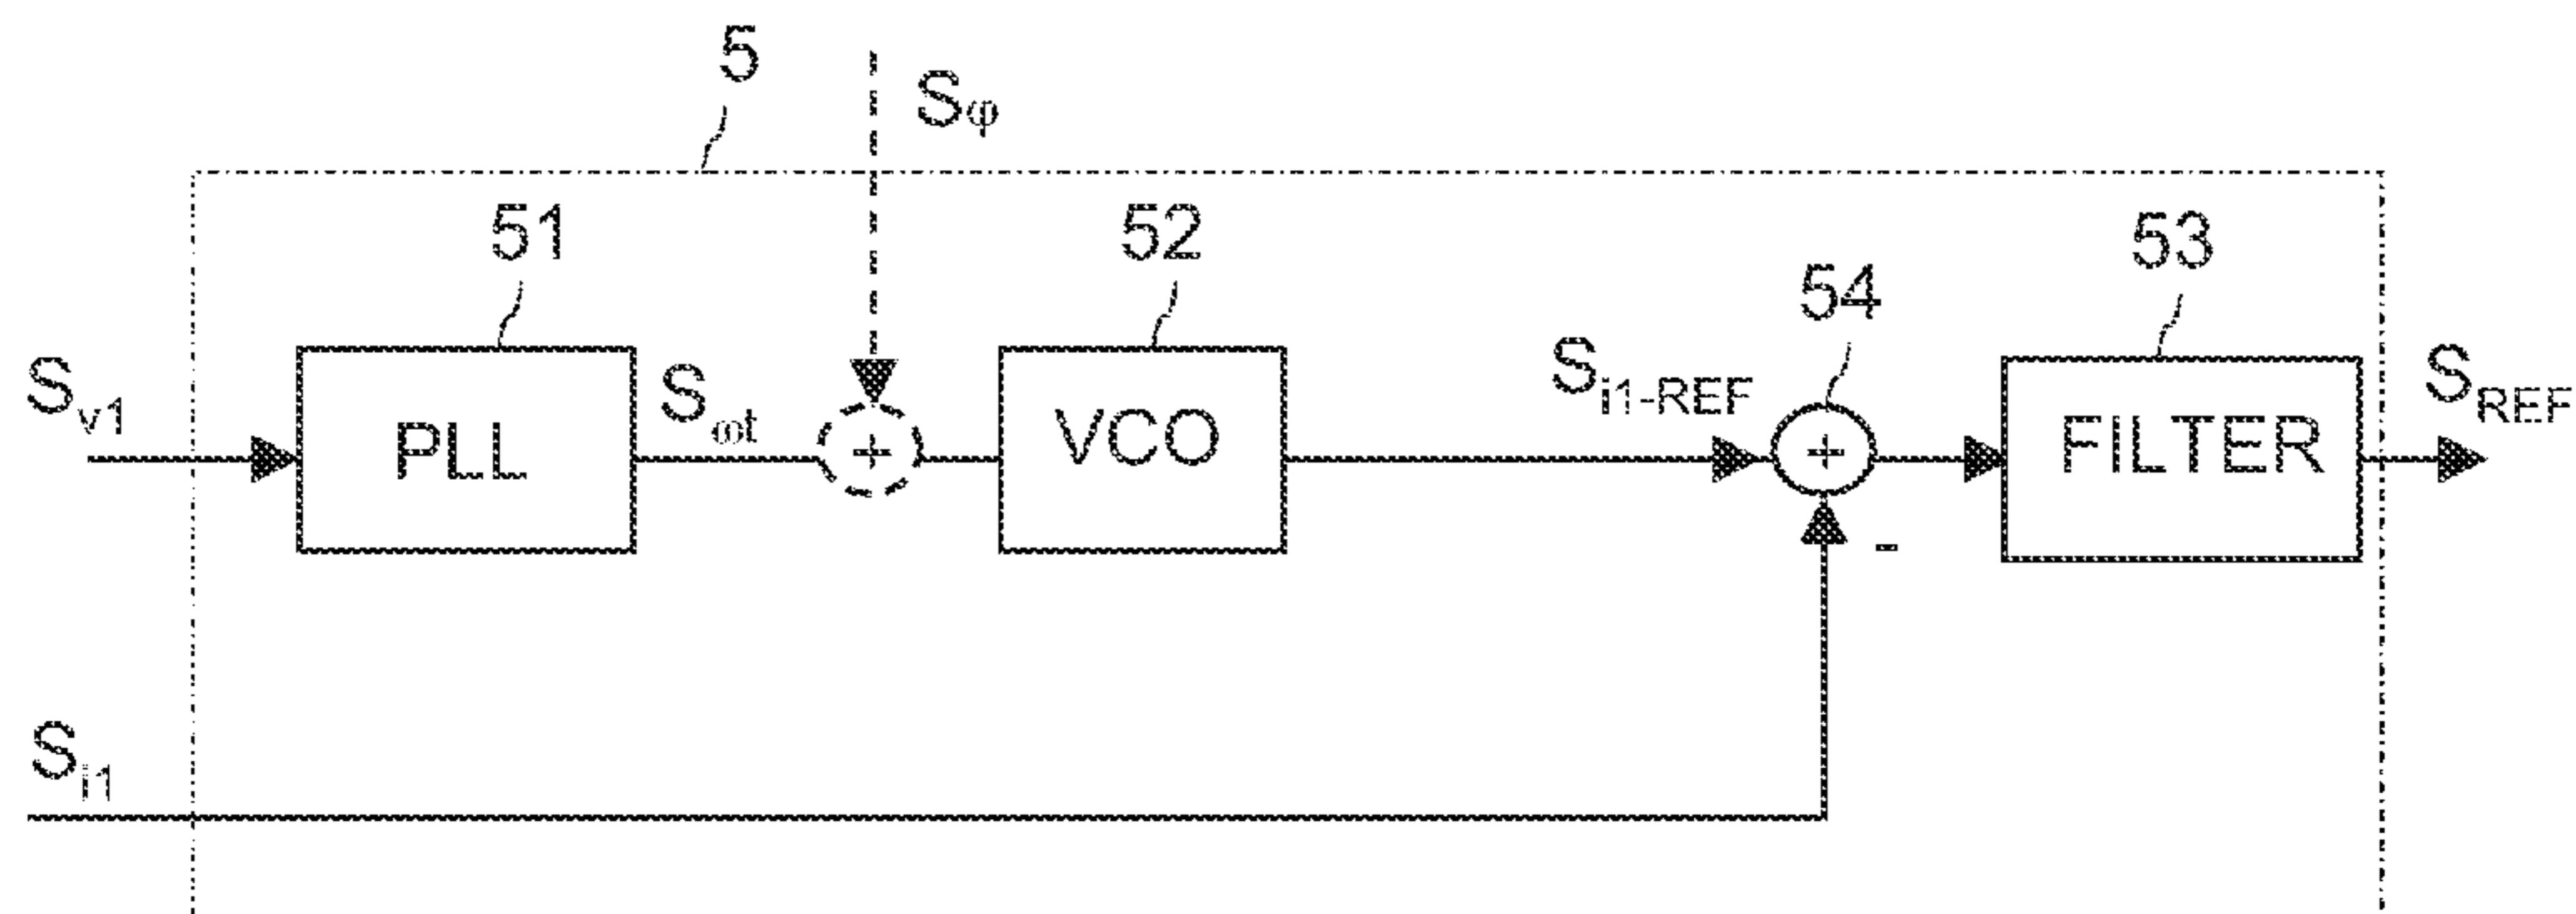 5
Sφ
51
52
53
54
Sv1
PLL
Sωt
+
VCO
Si1-REF
+
FILTER
SREF
-
Si1